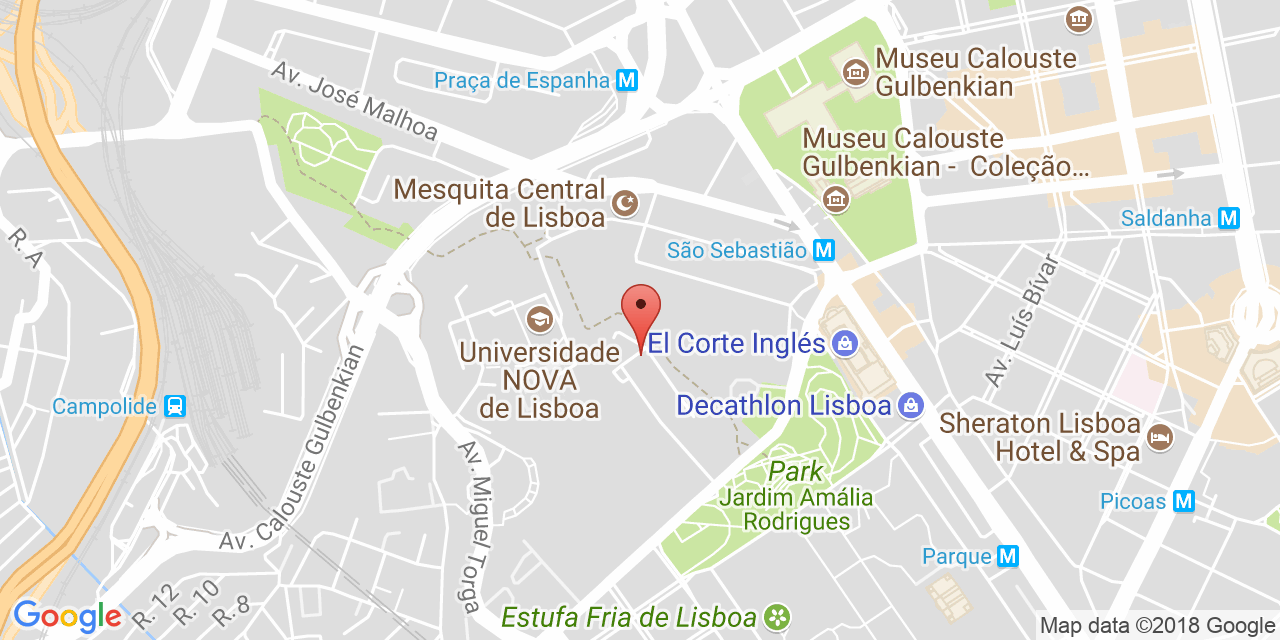 Museu Calouste
Gulbenkian
Av. José Malhoa
Praça de Espanha M
Museu Calouste
Gulbenkian - Coleção...
Mesquita Central
de Lisboa
Saldanha M
São Sebastião M
R. A
Av. Luís Bívar
Universidade
NOVA
de Lisboa
El Corte Inglés
Campolide
Decathlon Lisboa
Sheraton Lisboa
Hotel & Spa
Av. Calouste Gulbenkian
Av. Miguel Torga
Park
Jardim Amália
Rodrigues
Picoas M
Parque M
R. 12
R. 10
R. 8
Estufa Fria de Lisboa
Google
Map data ©2018 Google